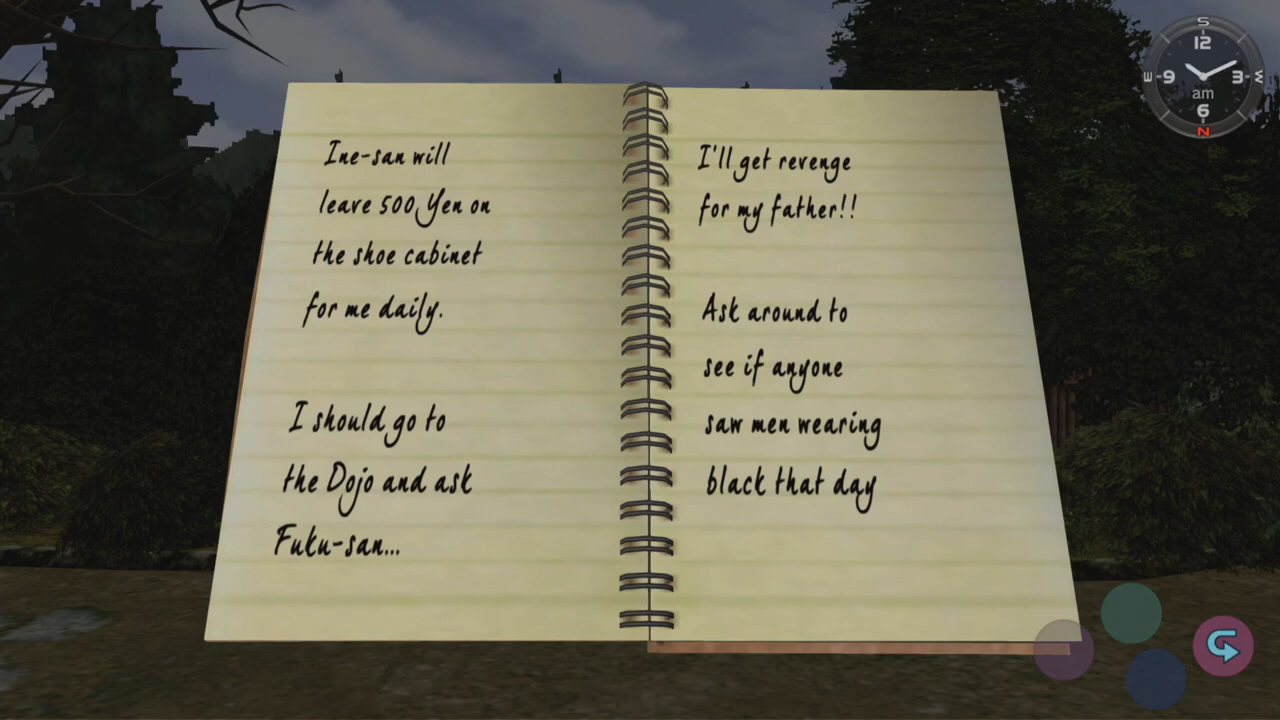 Ine-san will
leave 500 Yen on
the shoe cabinet
for me daily.
I should go to
the Dojo and ask
Fuku-san...
I'll get revenge
for my father!!
Ask around to
see if anyone
saw men wearing
black that day
S
12
E 9 3 W
am
6
N